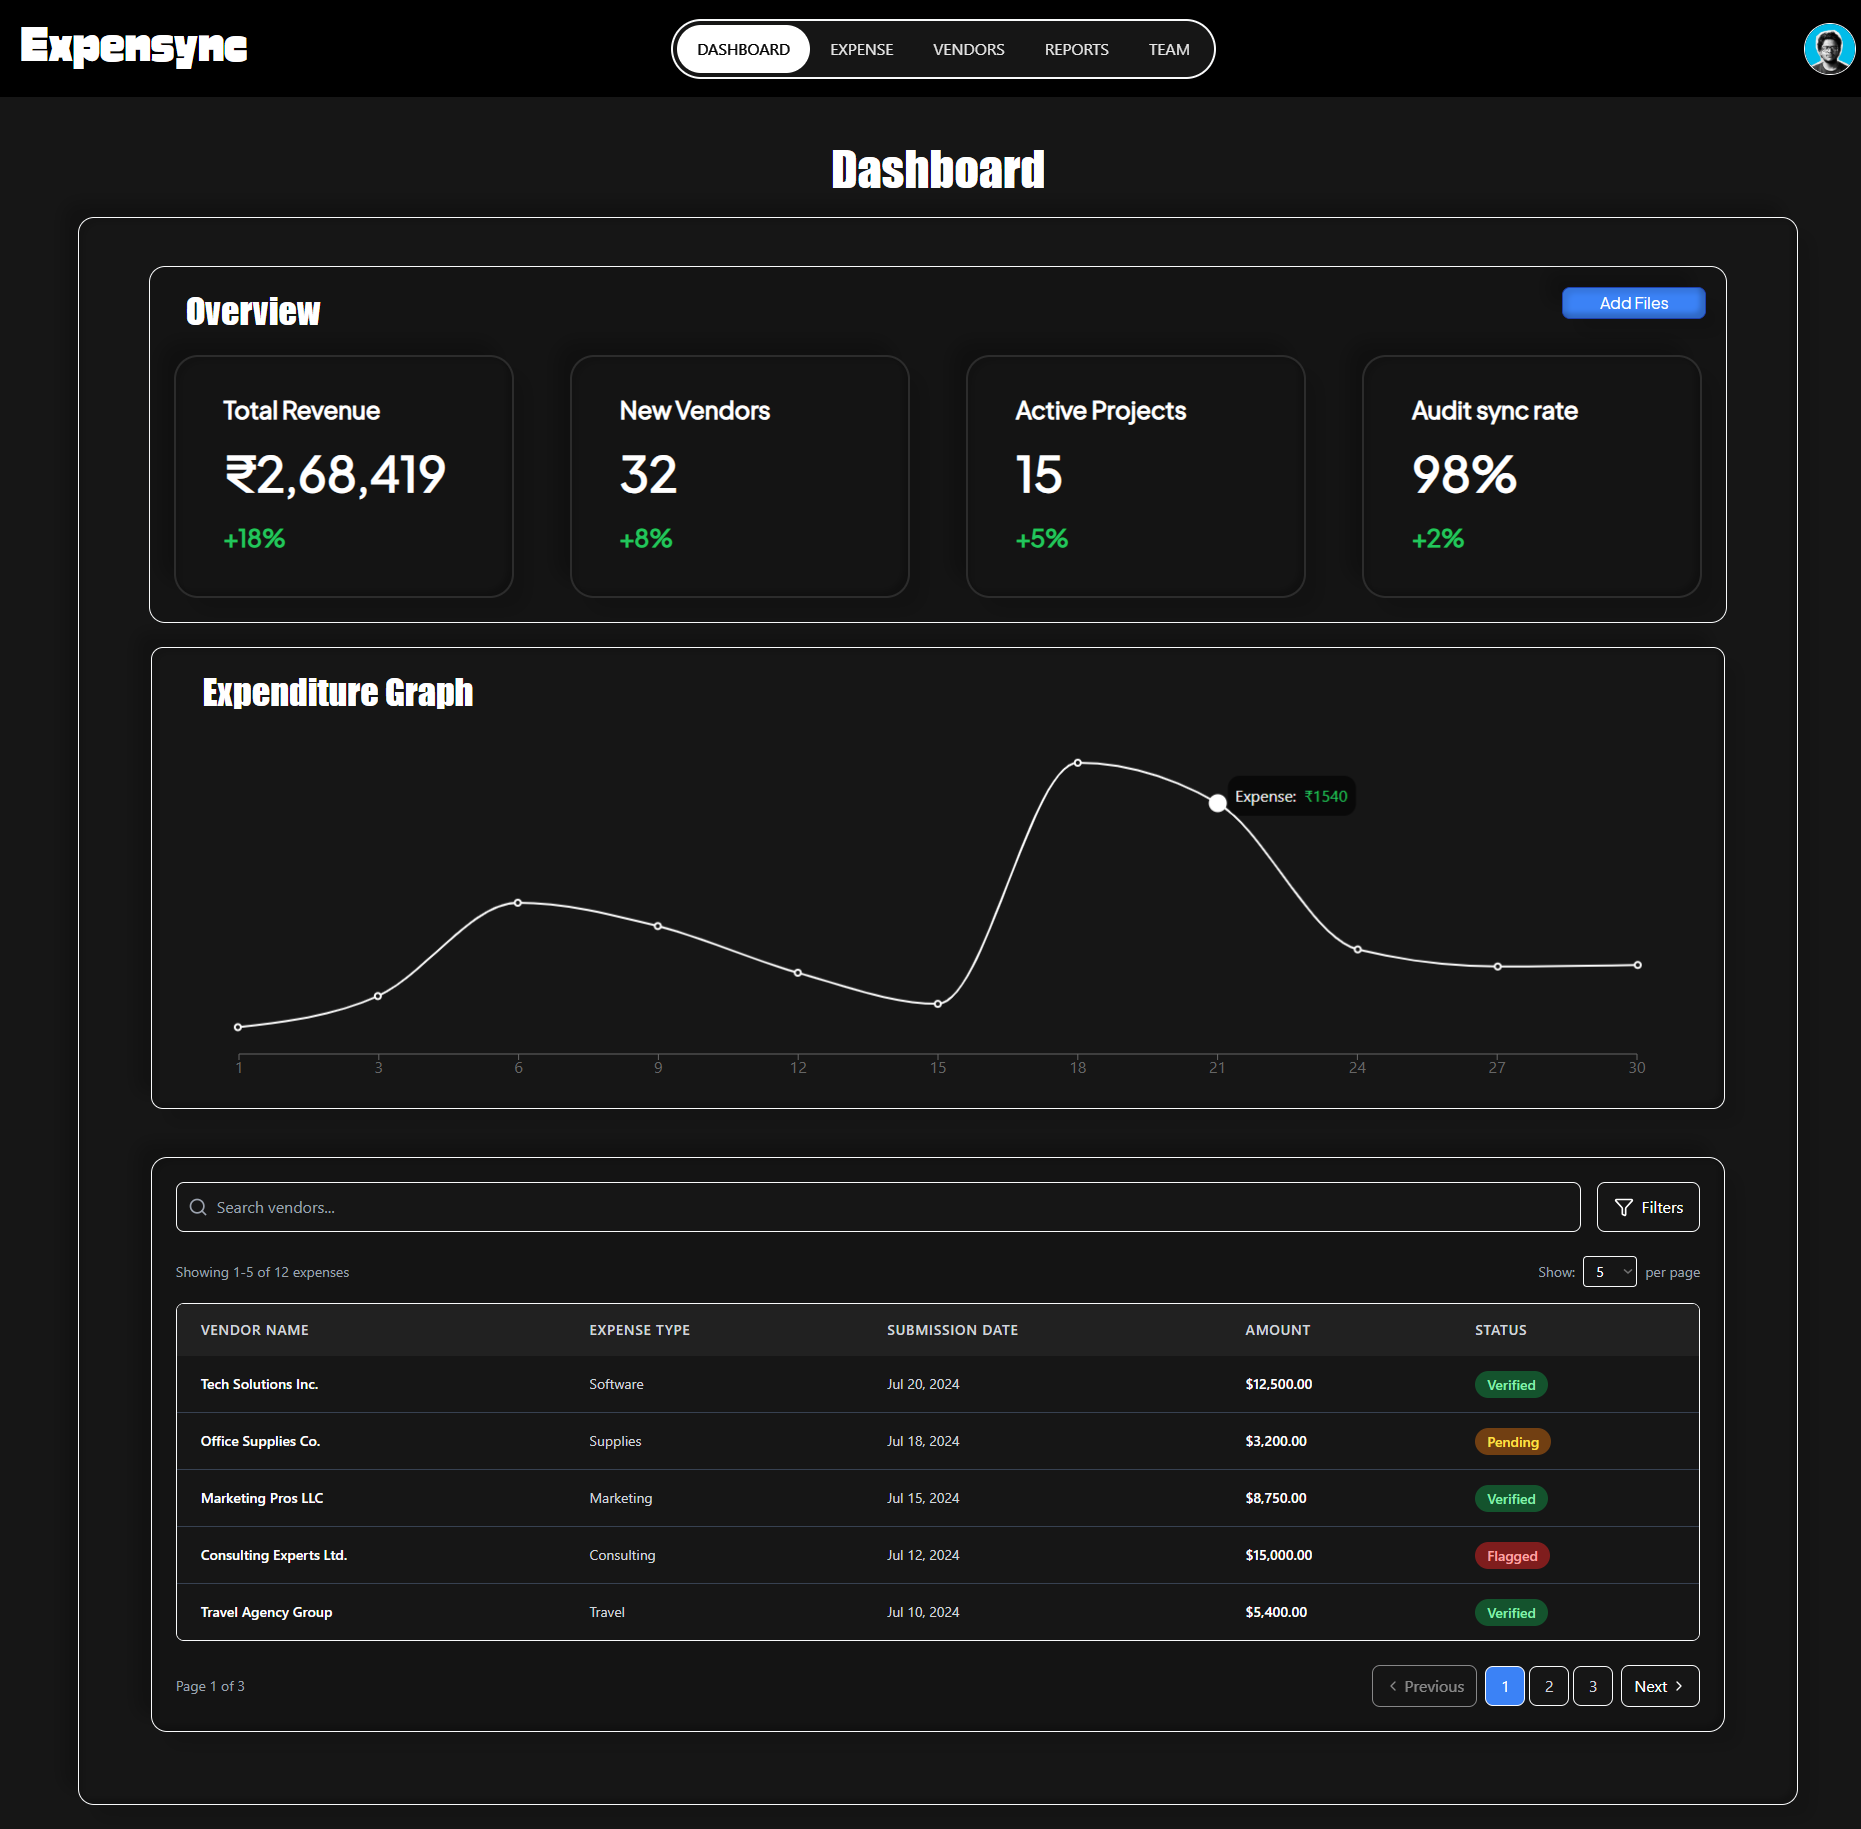 Expensync
DASHBOARD EXPENSE VENDORS REPORTS TEAM
Dashboard
Overview
Add Files
Total Revenue
₹2,68,419
+18%
New Vendors
32
+8%
Active Projects
15
+5%
Audit sync rate
98%
+2%
Expenditure Graph
Expense: ₹1540
1 3 6 9 12 15 18 21 24 27 30
Search vendors...
Filters
Showing 1-5 of 12 expenses
Show: 5 per page
VENDOR NAME EXPENSE TYPE SUBMISSION DATE AMOUNT STATUS
Tech Solutions Inc. Software Jul 20, 2024 $12,500.00 Verified
Office Supplies Co. Supplies Jul 18, 2024 $3,200.00 Pending
Marketing Pros LLC Marketing Jul 15, 2024 $8,750.00 Verified
Consulting Experts Ltd. Consulting Jul 12, 2024 $15,000.00 Flagged
Travel Agency Group Travel Jul 10, 2024 $5,400.00 Verified
Page 1 of 3
Previous 1 2 3 Next